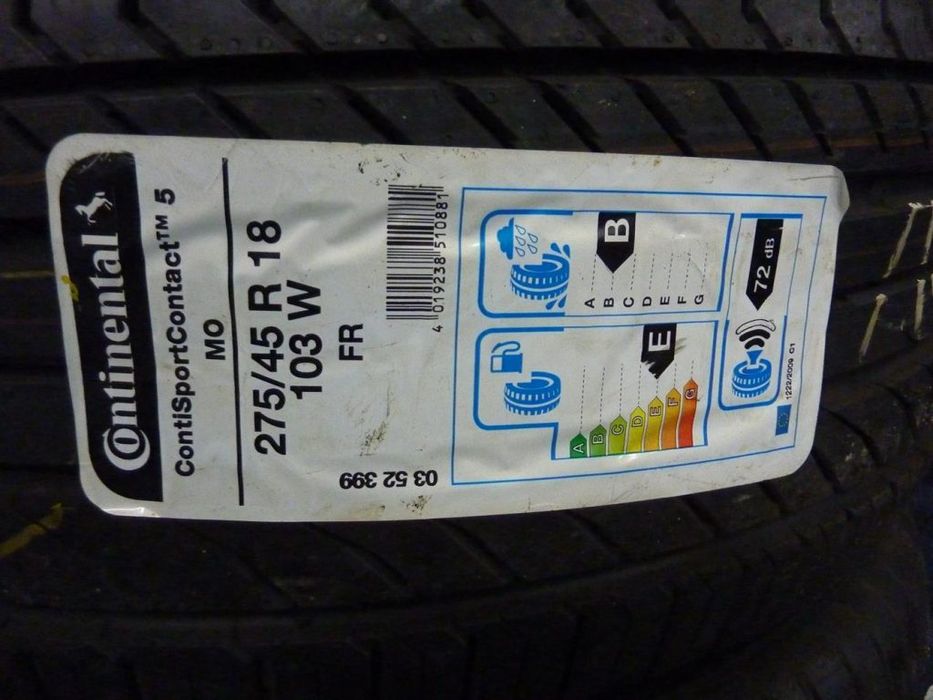 Continental
ContiSportContact™ 5
MO
275/45 R 18
103 W
FR
03 52 399
4 019238 510881
E
A
B
C
D
E
F
G
B
A
B
C
D
E
F
G
72 dB
1222/2009 C1